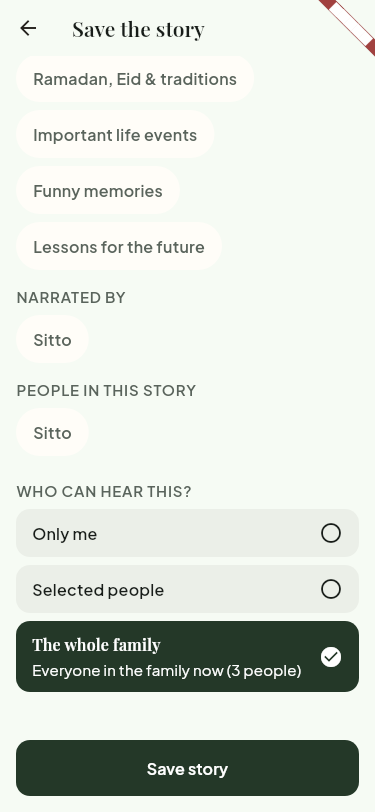 Save the story
Ramadan, Eid & traditions
Important life events
Funny memories
Lessons for the future
NARRATED BY
Sitto
PEOPLE IN THIS STORY
Sitto
WHO CAN HEAR THIS?
Only me
Selected people
The whole family
Everyone in the family now (3 people)
Save story